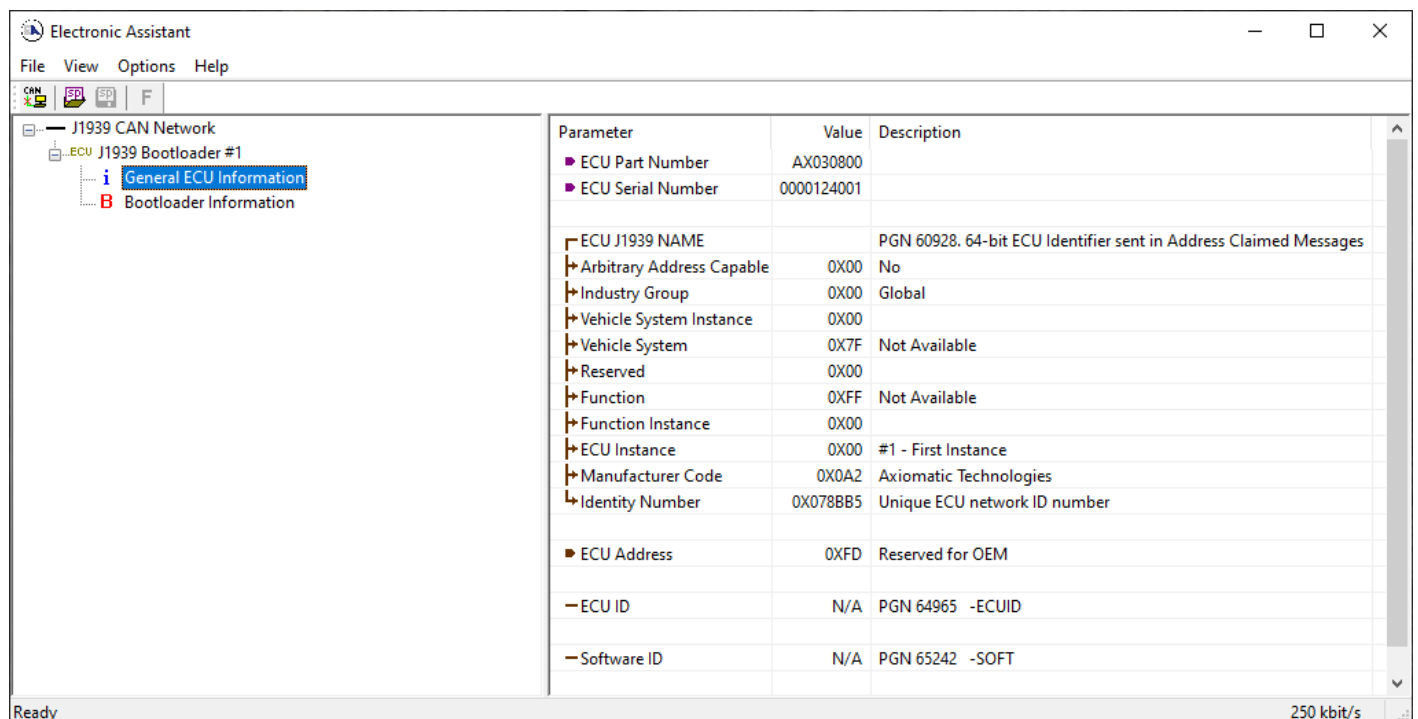 Electronic Assistant
File View Options Help
CAN SP SP F
J1939 CAN Network
ECU J1939 Bootloader #1
i General ECU Information
B Bootloader Information
Parameter Value Description
ECU Part Number AX030800
ECU Serial Number 0000124001
ECU J1939 NAME PGN 60928. 64-bit ECU Identifier sent in Address Claimed Messages
Arbitrary Address Capable 0X00 No
Industry Group 0X00 Global
Vehicle System Instance 0X00
Vehicle System 0X7F Not Available
Reserved 0X00
Function 0XFF Not Available
Function Instance 0X00
ECU Instance 0X00 #1 - First Instance
Manufacturer Code 0X0A2 Axiomatic Technologies
Identity Number 0X078BB5 Unique ECU network ID number
ECU Address 0XFD Reserved for OEM
ECU ID N/A PGN 64965 -ECUID
Software ID N/A PGN 65242 -SOFT
Ready 250 kbit/s